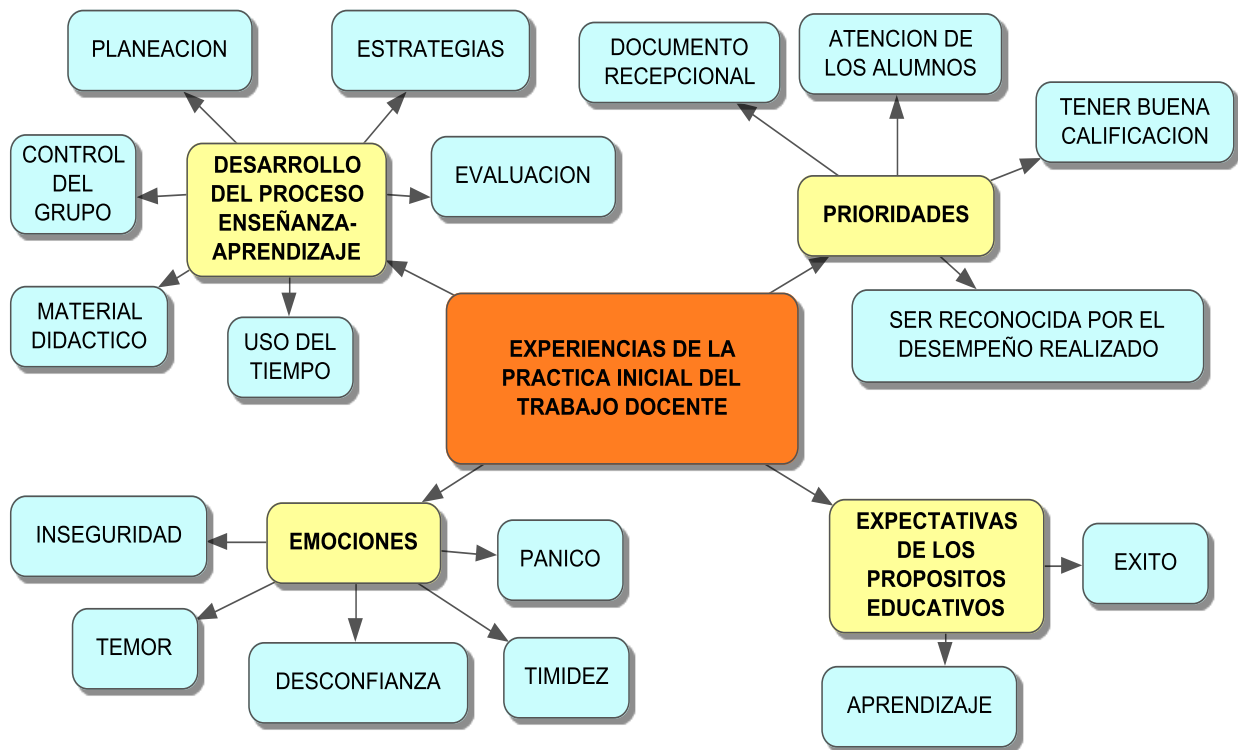 PLANEACION
ESTRATEGIAS
CONTROL
DEL
GRUPO
DESARROLLO
DEL PROCESO
ENSEÑANZA-
APRENDIZAJE
EVALUACION
MATERIAL
DIDACTICO
USO DEL
TIEMPO
DOCUMENTO
RECEPCIONAL
ATENCION DE
LOS ALUMNOS
TENER BUENA
CALIFICACION
PRIORIDADES
SER RECONOCIDA POR EL
DESEMPEÑO REALIZADO
EXPERIENCIAS DE LA
PRACTICA INICIAL DEL
TRABAJO DOCENTE
INSEGURIDAD
EMOCIONES
PANICO
TEMOR
DESCONFIANZA
TIMIDEZ
EXPECTATIVAS
DE LOS
PROPOSITOS
EDUCATIVOS
EXITO
APRENDIZAJE